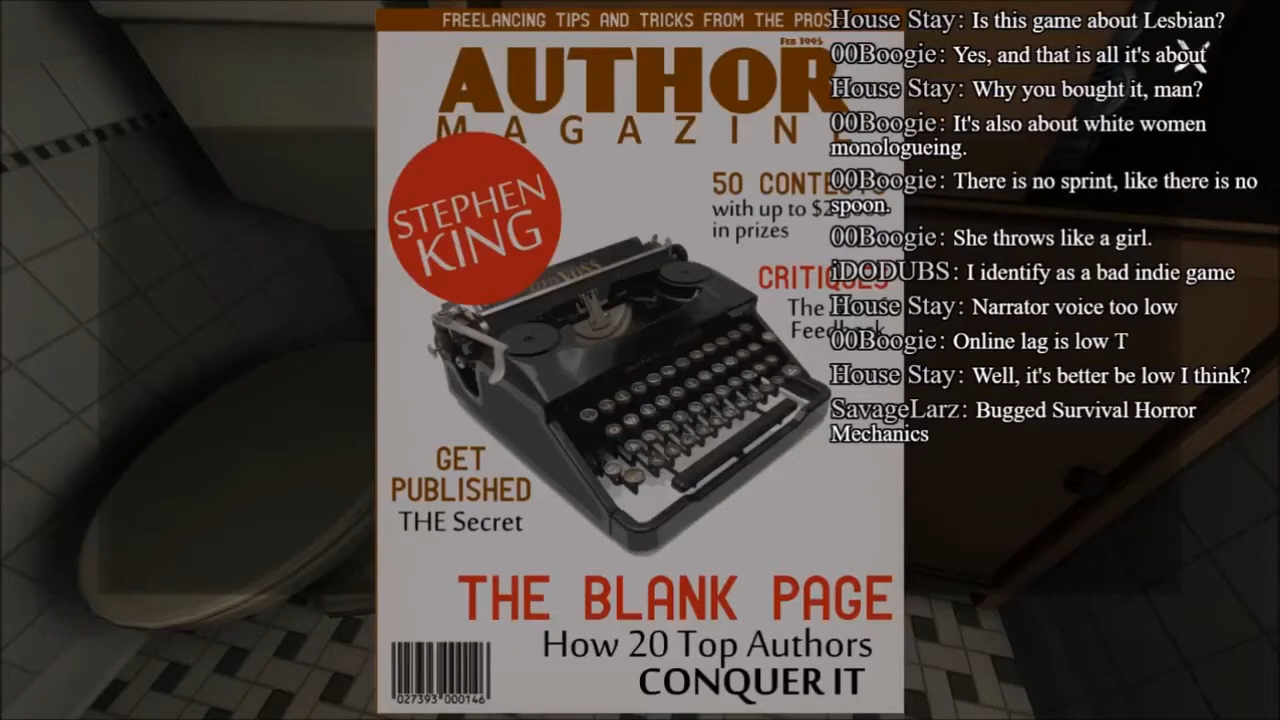 FREELANCING TIPS AND TRICKS FROM THE PROS
FEB 1995
AUTHOR
MAGAZINE
STEPHEN
KING
50
with up to
in prizes
CRITIQUES
The
Feedback
GET
PUBLISHED
THE Secret
THE BLANK PAGE
How 20 Top Authors
CONQUER IT
027393 000146
House Stay: Is this game about Lesbian?
00Boogie: Yes, and that is all it's about
House Stay: Why you bought it, man?
00Boogie: It's also about white women
monologueing.
00Boogie: There is no sprint, like there is no
spoon.
00Boogie: She throws like a girl.
iDODUBS: I identify as a bad indie game
House Stay: Narrator voice too low
00Boogie: Online lag is low T
House Stay: Well, it's better be low I think?
SavageLarz: Bugged Survival Horror
Mechanics